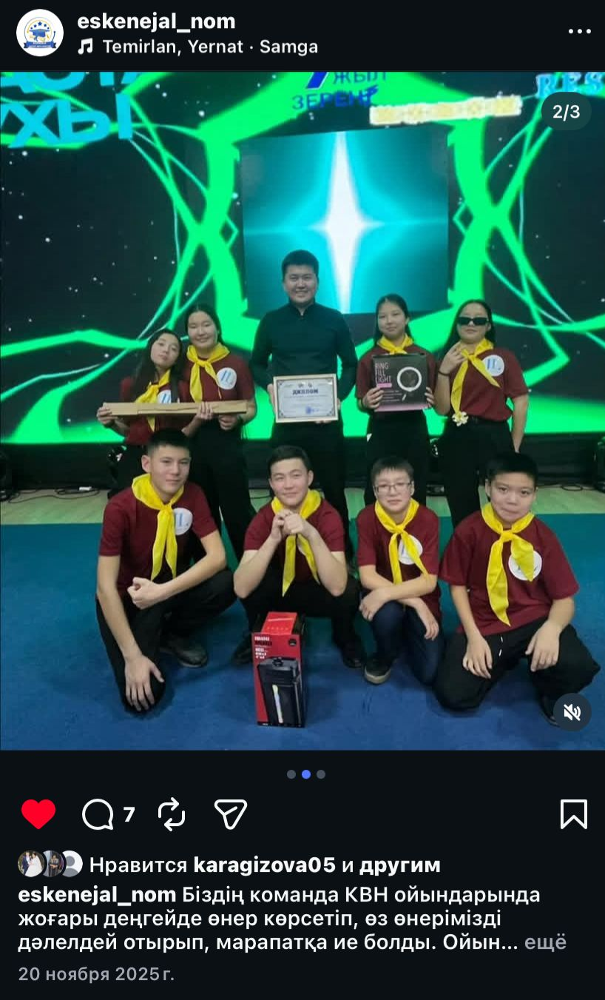 eskenejal_nom
Temirlan, Yernat · Samga
ЖЫЛ
ЗЕРЕНІ
2/3
ДИПЛОМ
RING
FILL
LIGHT
7
Нравится karagizova05 и другим
eskenejal_nom Біздің команда КВН ойындарында
жоғары деңгейде өнер көрсетіп, өз өнерімізді
дәлелдей отырып, марапатқа ие болды. Ойын... ещё
20 ноября 2025 г.